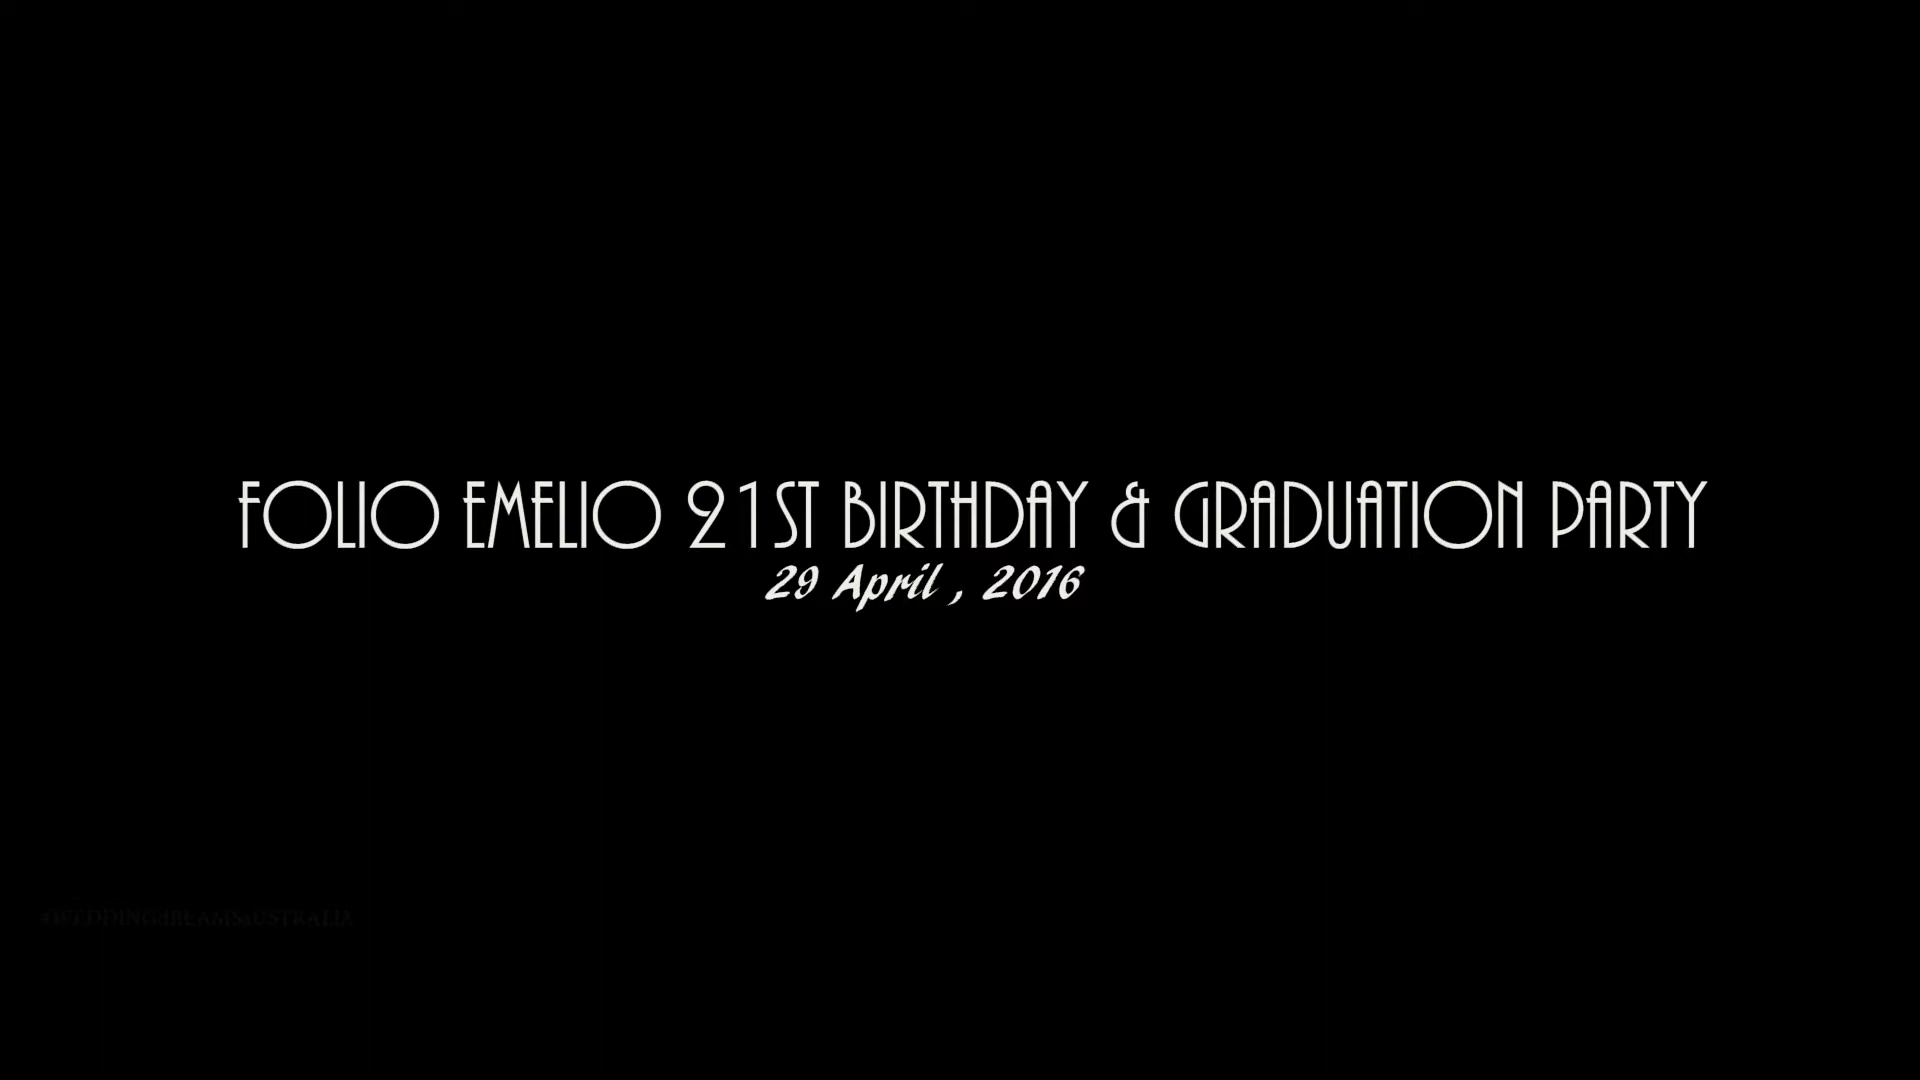 FOLIO EMELIO 21ST BIRTHDAY & GRADUATION PARTY
29 April , 2016